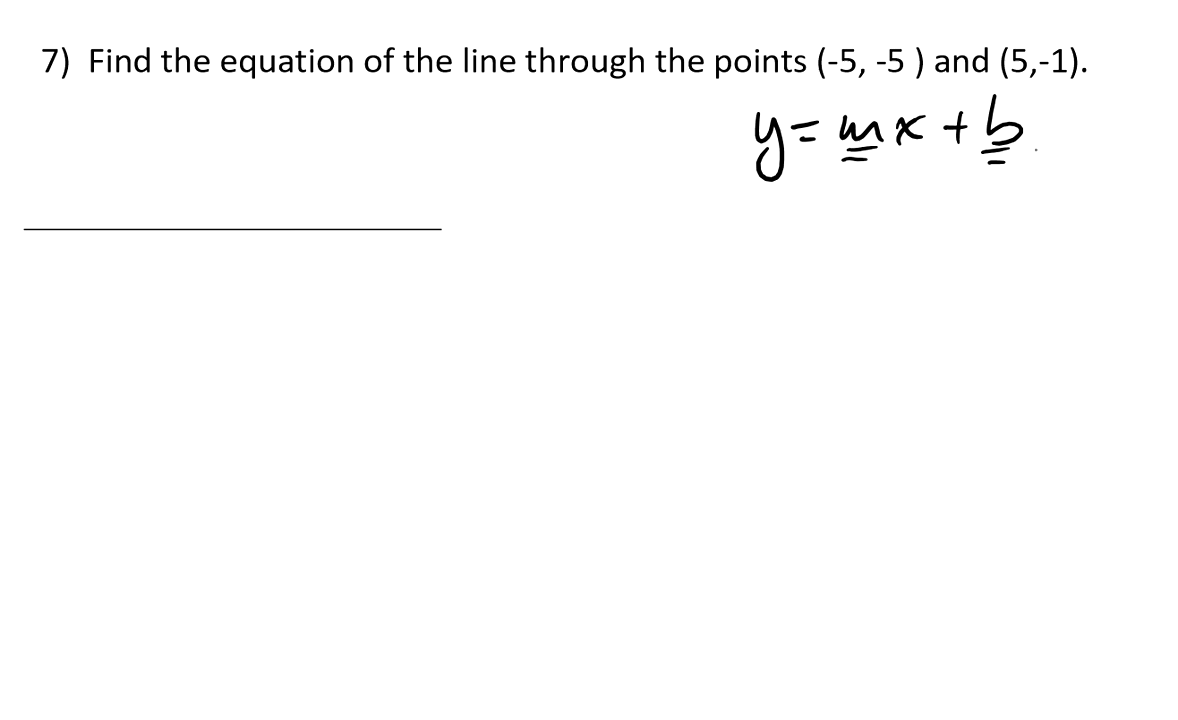 7) Find the equation of the line through the points (-5, -5 ) and (5,-1).
y = mx + b